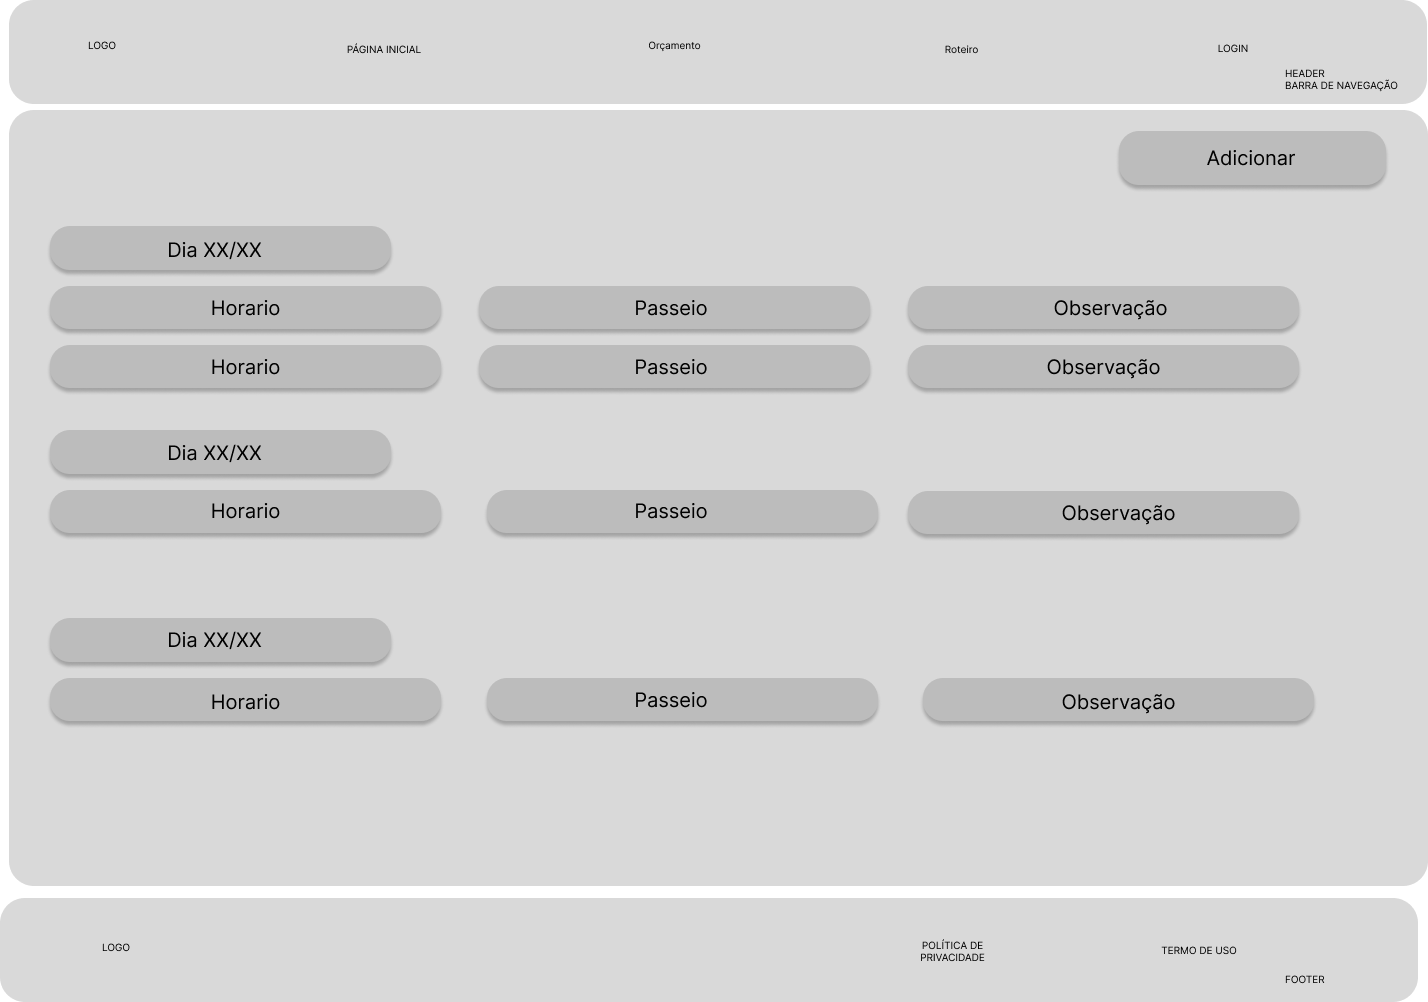 LOGO
PÁGINA INICIAL
Orçamento
Roteiro
LOGIN
HEADER
BARRA DE NAVEGAÇÃO
Adicionar
Dia XX/XX
Horario
Passeio
Observação
Horario
Passeio
Observação
Dia XX/XX
Horario
Passeio
Observação
Dia XX/XX
Horario
Passeio
Observação
LOGO
POLÍTICA DE
PRIVACIDADE
TERMO DE USO
FOOTER